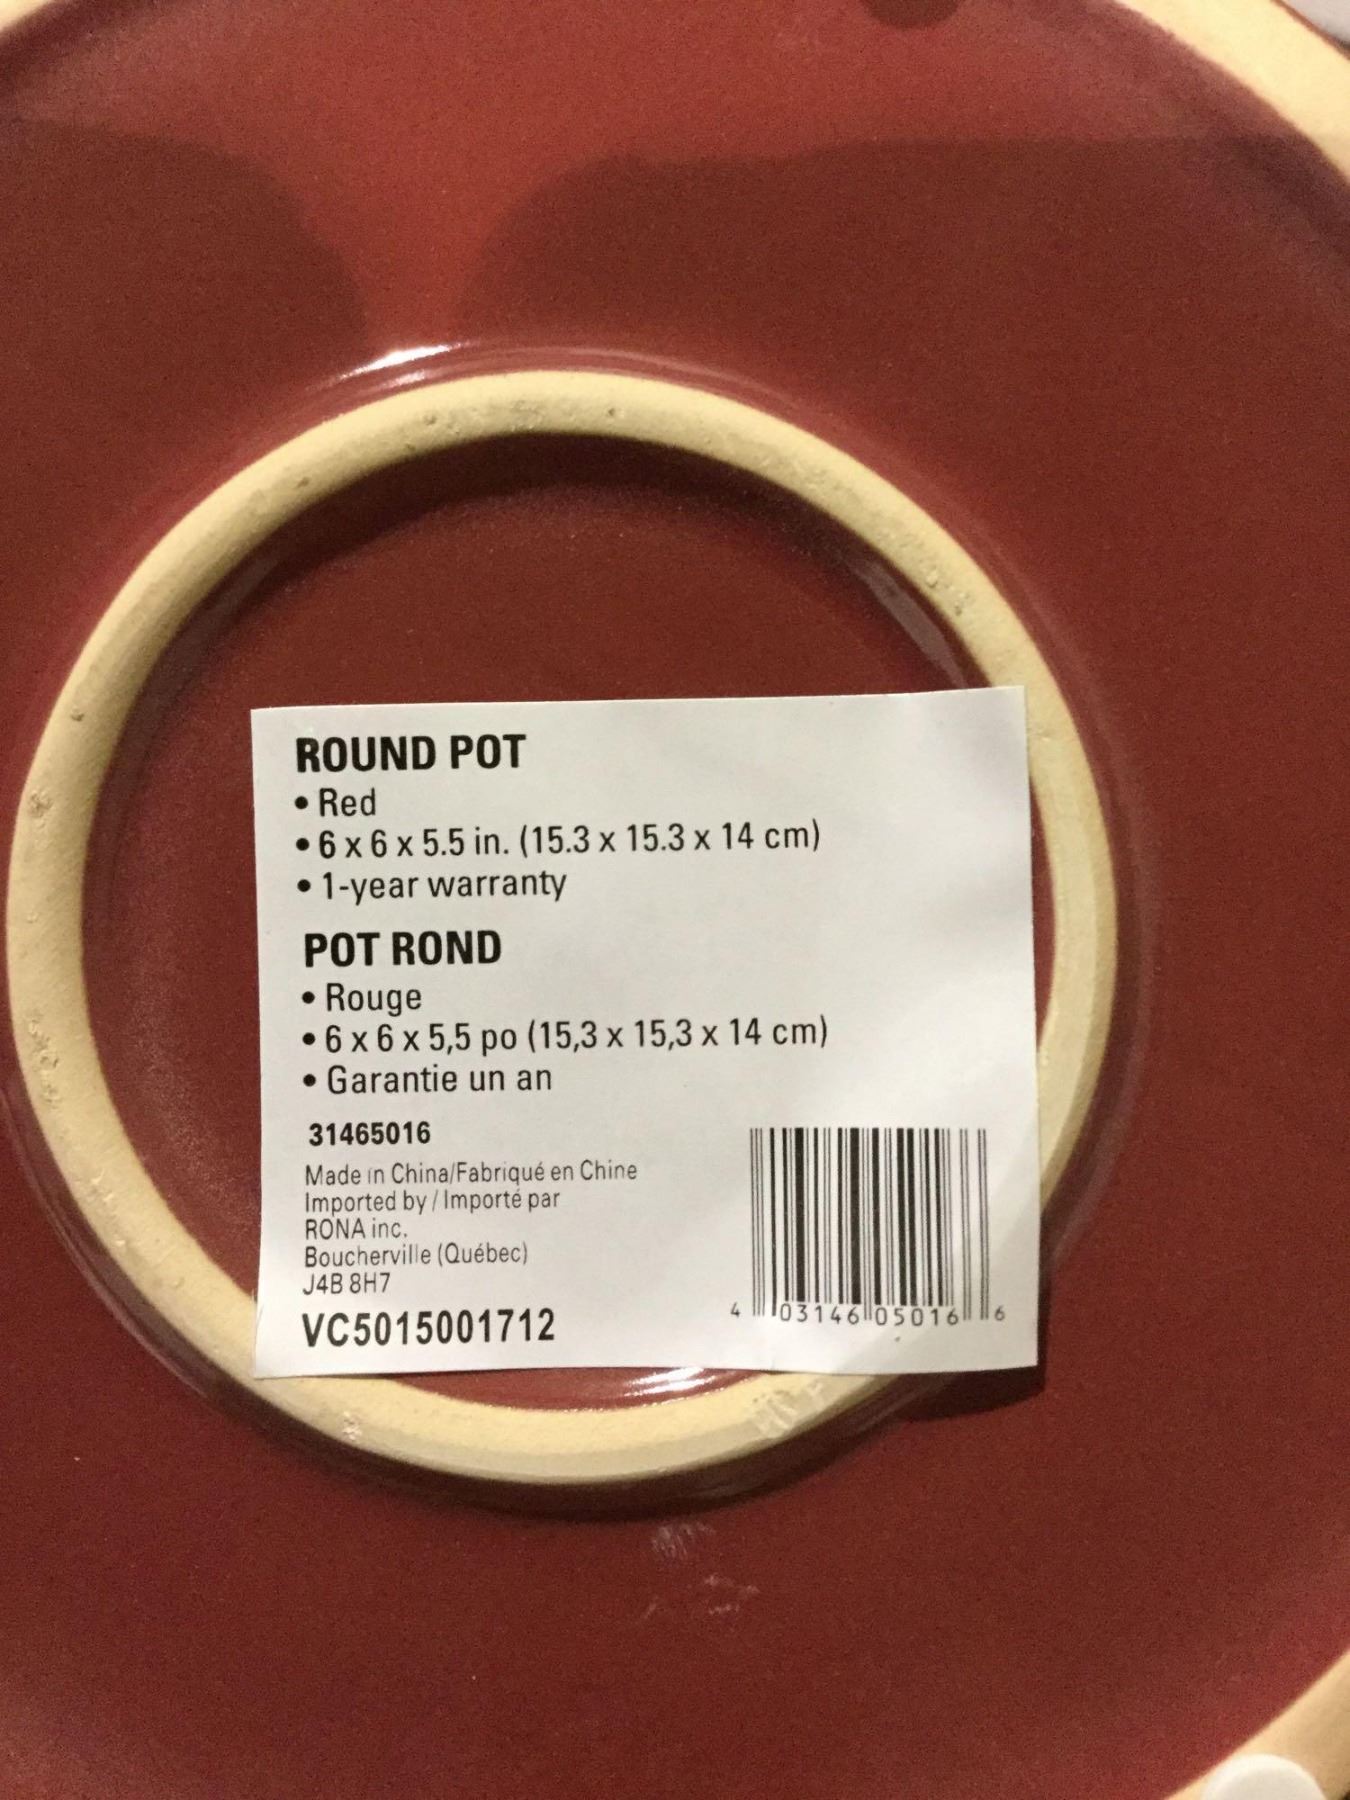 ROUND POT
• Red
• 6 x 6 x 5.5 in. (15.3 x 15.3 x 14 cm)
• 1-year warranty
POT ROND
• Rouge
• 6 x 6 x 5,5 po (15,3 x 15,3 x 14 cm)
• Garantie un an
31465016
Made in China/Fabriqué en Chine
Imported by / Importé par
RONA inc.
Boucherville (Québec)
J4B 8H7
VC5015001712
4 03146 05016 6